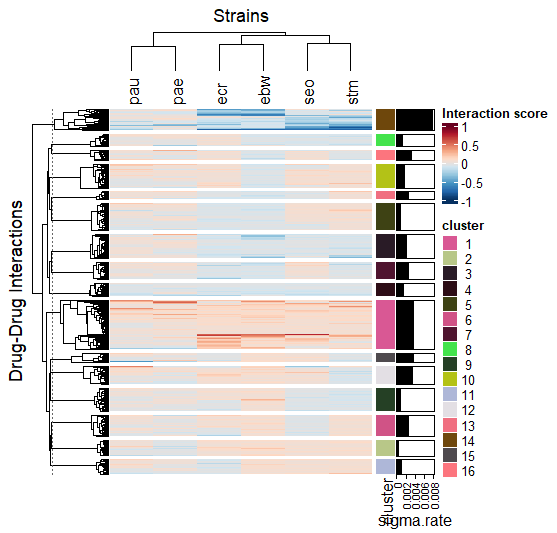 Strains
pau
pae
ecr
ebw
seo
stm
Drug-Drug Interactions
Interaction score
1
0.5
0
-0.5
-1
cluster
1
2
3
4
5
6
7
8
9
10
11
12
13
14
15
16
cluster
0
0.002
0.004
0.006
0.008
sigma.rate